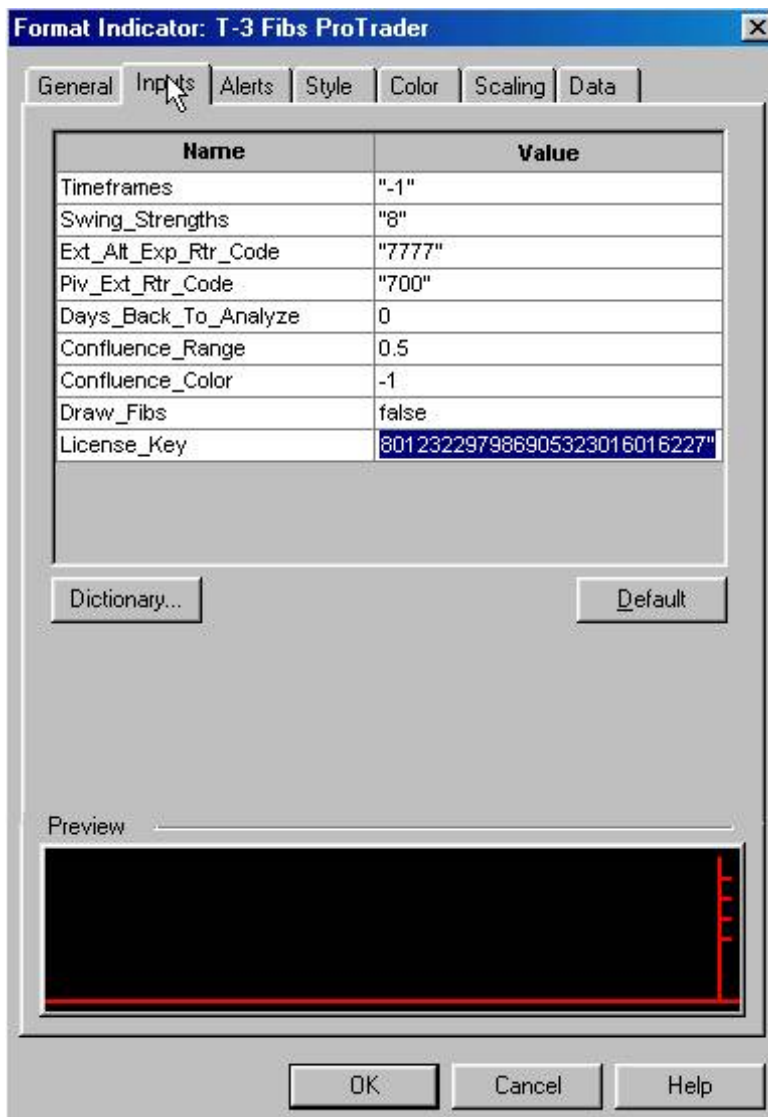 Format Indicator: T-3 Fibs ProTrader
General Inputs Alerts Style Color Scaling Data
Name Value
Timeframes "-1"
Swing_Strengths "8"
Ext_Alt_Exp_Rtr_Code "7777"
Piv_Ext_Rtr_Code "700"
Days_Back_To_Analyze 0
Confluence_Range 0.5
Confluence_Color -1
Draw_Fibs false
License_Key 801232297986905323016016227"
Dictionary... Default
Preview
OK Cancel Help